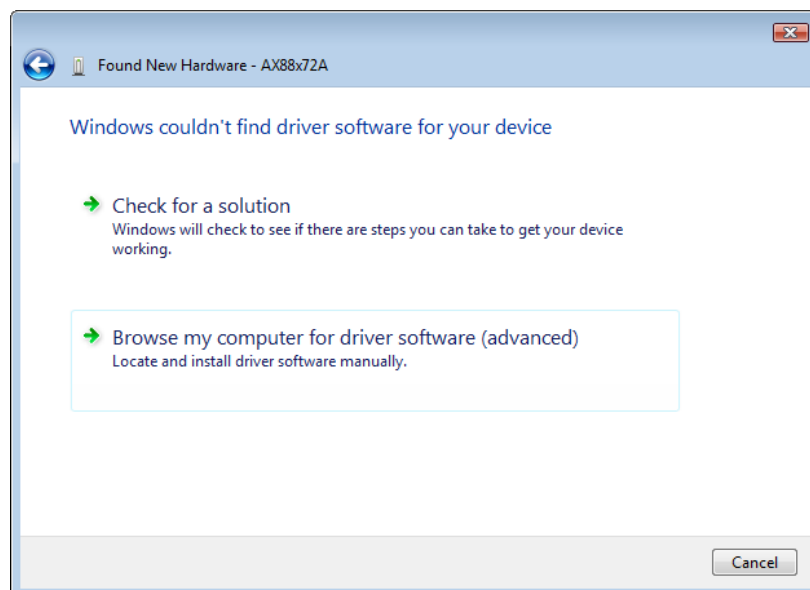 Found New Hardware - AX88x72A
Windows couldn't find driver software for your device
Check for a solution
Windows will check to see if there are steps you can take to get your device
working.
Browse my computer for driver software (advanced)
Locate and install driver software manually.
Cancel